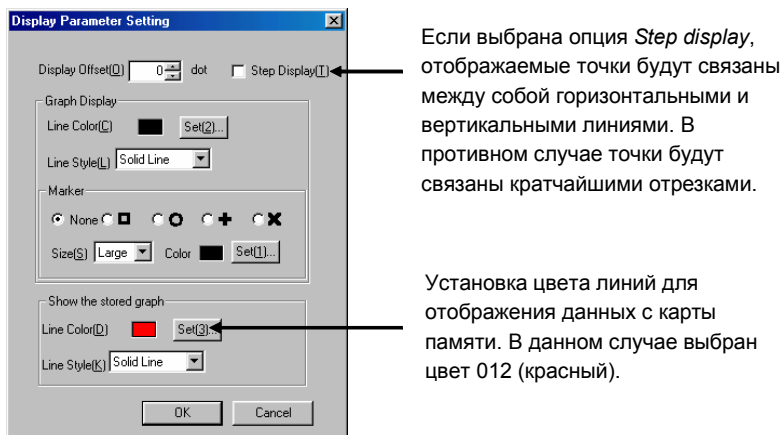 Display Parameter Setting
Display Offset(O) 0 dot Step Display(T)
Graph Display
Line Color(C) Set(2)...
Line Style(L) Solid Line
Marker
None
Size(S) Large Color Set(1)...
Show the stored graph
Line Color(D) Set(3)...
Line Style(K) Solid Line
OK Cancel
Если выбрана опция Step display,
отображаемые точки будут связаны
между собой горизонтальными и
вертикальными линиями. В
противном случае точки будут
связаны кратчайшими отрезками.
Установка цвета линий для
отображения данных с карты
памяти. В данном случае выбран
цвет 012 (красный).